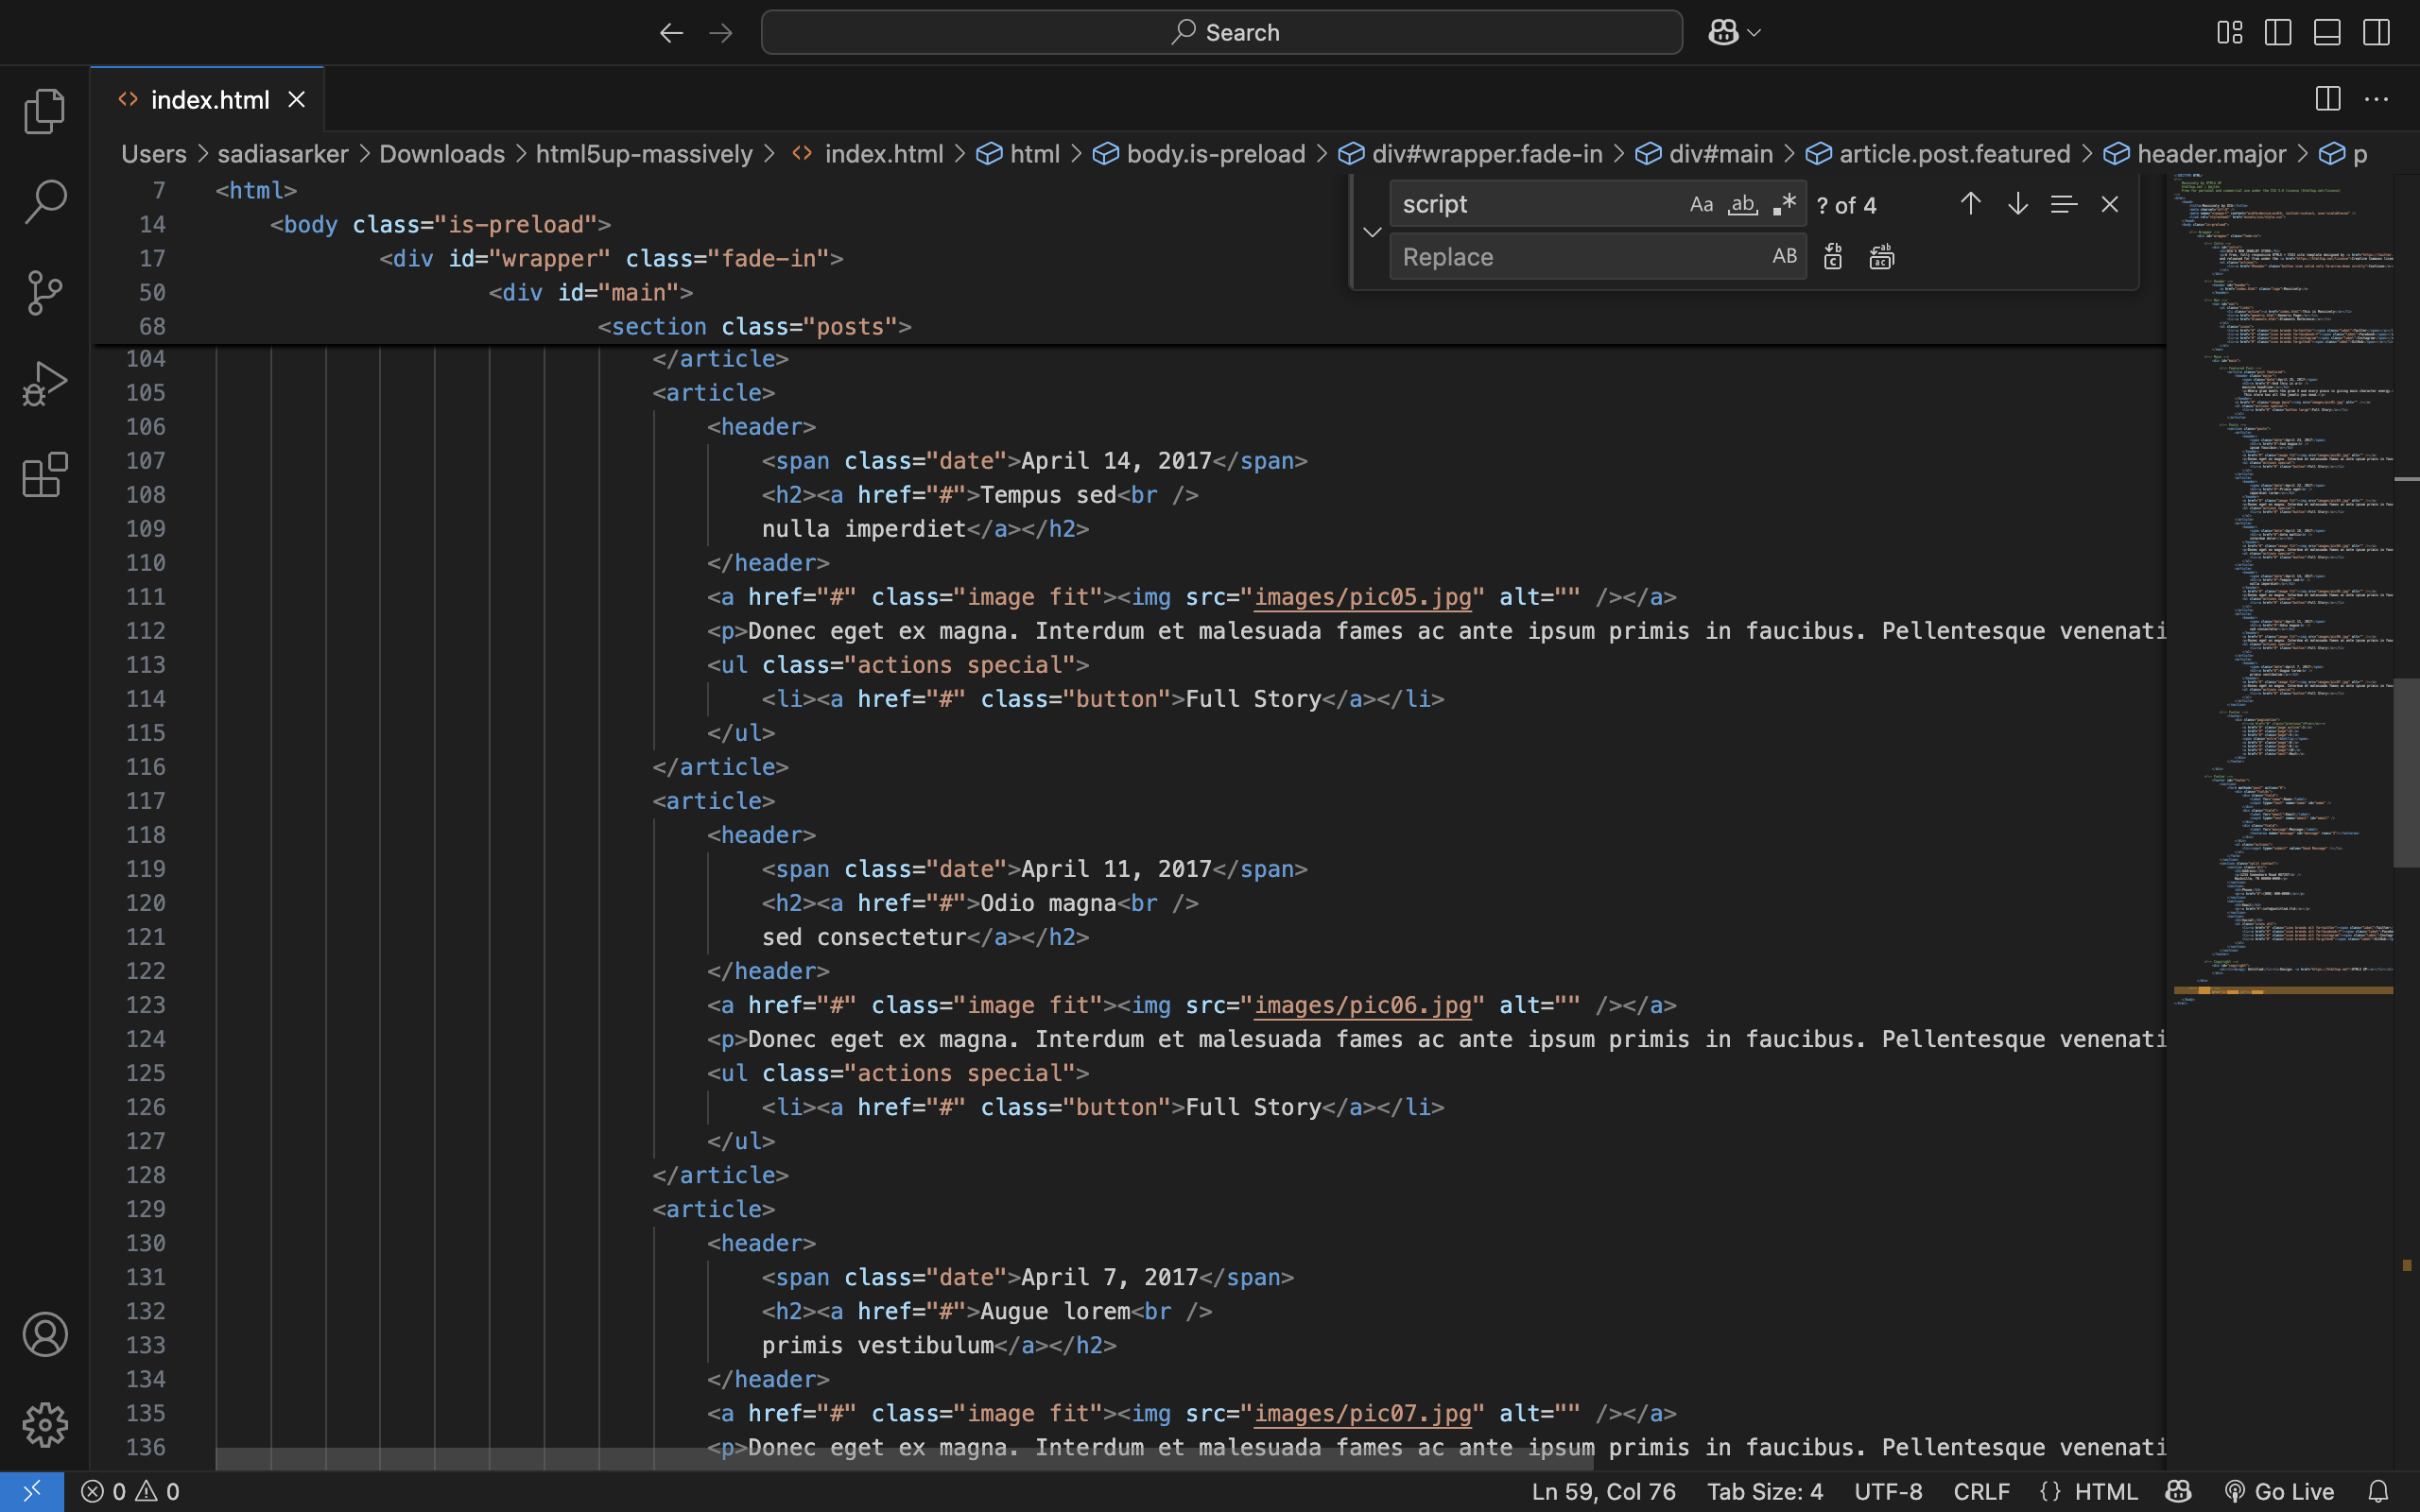 Search
index.html
Users > sadiasarker > Downloads > html5up-massively > index.html > html > body.is-preload > div#wrapper.fade-in > div#main > article.post.featured > header.major > p
script Aa ab .* ? of 4
Replace AB
7 <html>
14 <body class="is-preload">
17 <div id="wrapper" class="fade-in">
50 <div id="main">
68 <section class="posts">
104 </article>
105 <article>
106 <header>
107 <span class="date">April 14, 2017</span>
108 <h2><a href="#">Tempus sed<br />
109 nulla imperdiet</a></h2>
110 </header>
111 <a href="#" class="image fit"><img src="images/pic05.jpg" alt="" /></a>
112 <p>Donec eget ex magna. Interdum et malesuada fames ac ante ipsum primis in faucibus. Pellentesque venenati
113 <ul class="actions special">
114 <li><a href="#" class="button">Full Story</a></li>
115 </ul>
116 </article>
117 <article>
118 <header>
119 <span class="date">April 11, 2017</span>
120 <h2><a href="#">Odio magna<br />
121 sed consectetur</a></h2>
122 </header>
123 <a href="#" class="image fit"><img src="images/pic06.jpg" alt="" /></a>
124 <p>Donec eget ex magna. Interdum et malesuada fames ac ante ipsum primis in faucibus. Pellentesque venenati
125 <ul class="actions special">
126 <li><a href="#" class="button">Full Story</a></li>
127 </ul>
128 </article>
129 <article>
130 <header>
131 <span class="date">April 7, 2017</span>
132 <h2><a href="#">Augue lorem<br />
133 primis vestibulum</a></h2>
134 </header>
135 <a href="#" class="image fit"><img src="images/pic07.jpg" alt="" /></a>
136 <p>Donec eget ex magna. Interdum et malesuada fames ac ante ipsum primis in faucibus. Pellentesque venenati
0 0 Ln 59, Col 76 Tab Size: 4 UTF-8 CRLF {} HTML Go Live